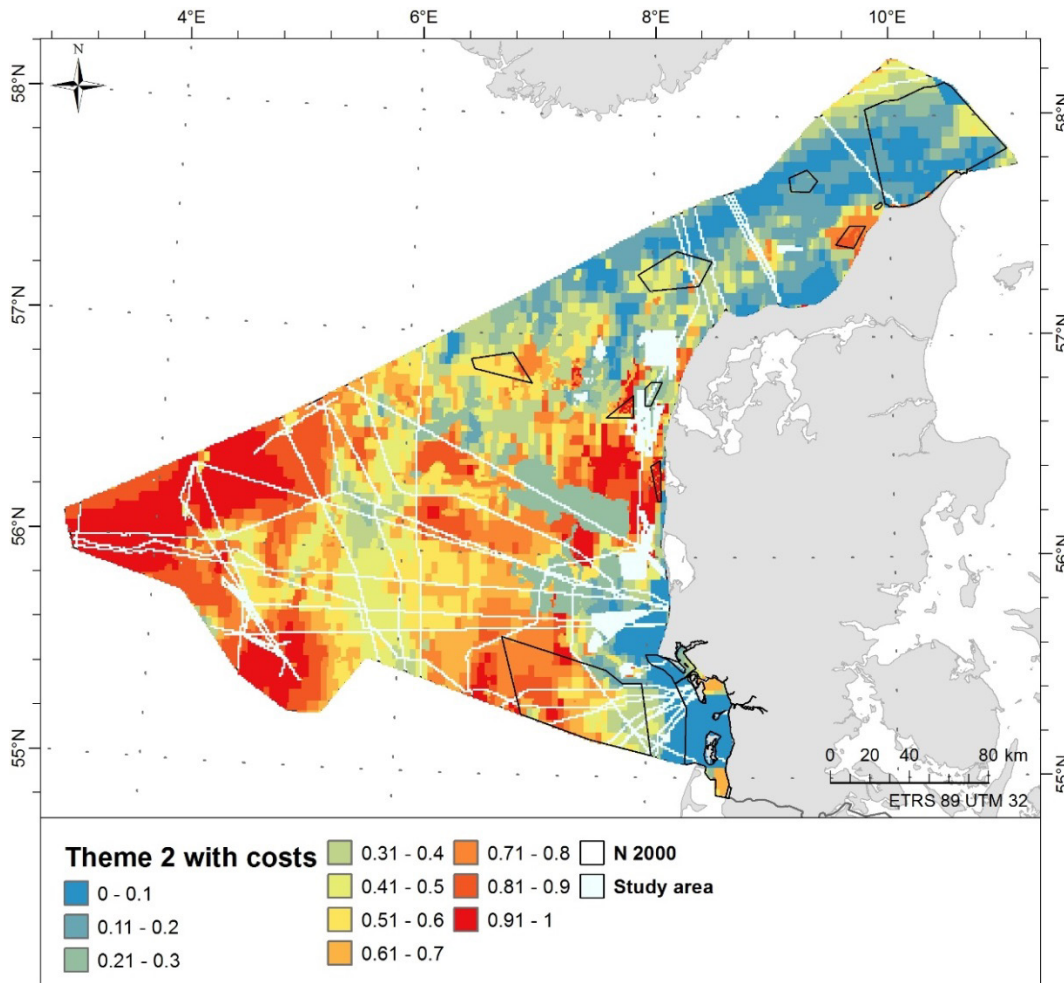 4°E 6°E 8°E 10°E
N
58°N
58°N
57°N
57°N
56°N
56°N
55°N
55°N
0 20 40 80 km
ETRS 89 UTM 32
Theme 2 with costs
0 - 0.1
0.11 - 0.2
0.21 - 0.3
0.31 - 0.4
0.41 - 0.5
0.51 - 0.6
0.61 - 0.7
0.71 - 0.8
0.81 - 0.9
0.91 - 1
N 2000
Study area